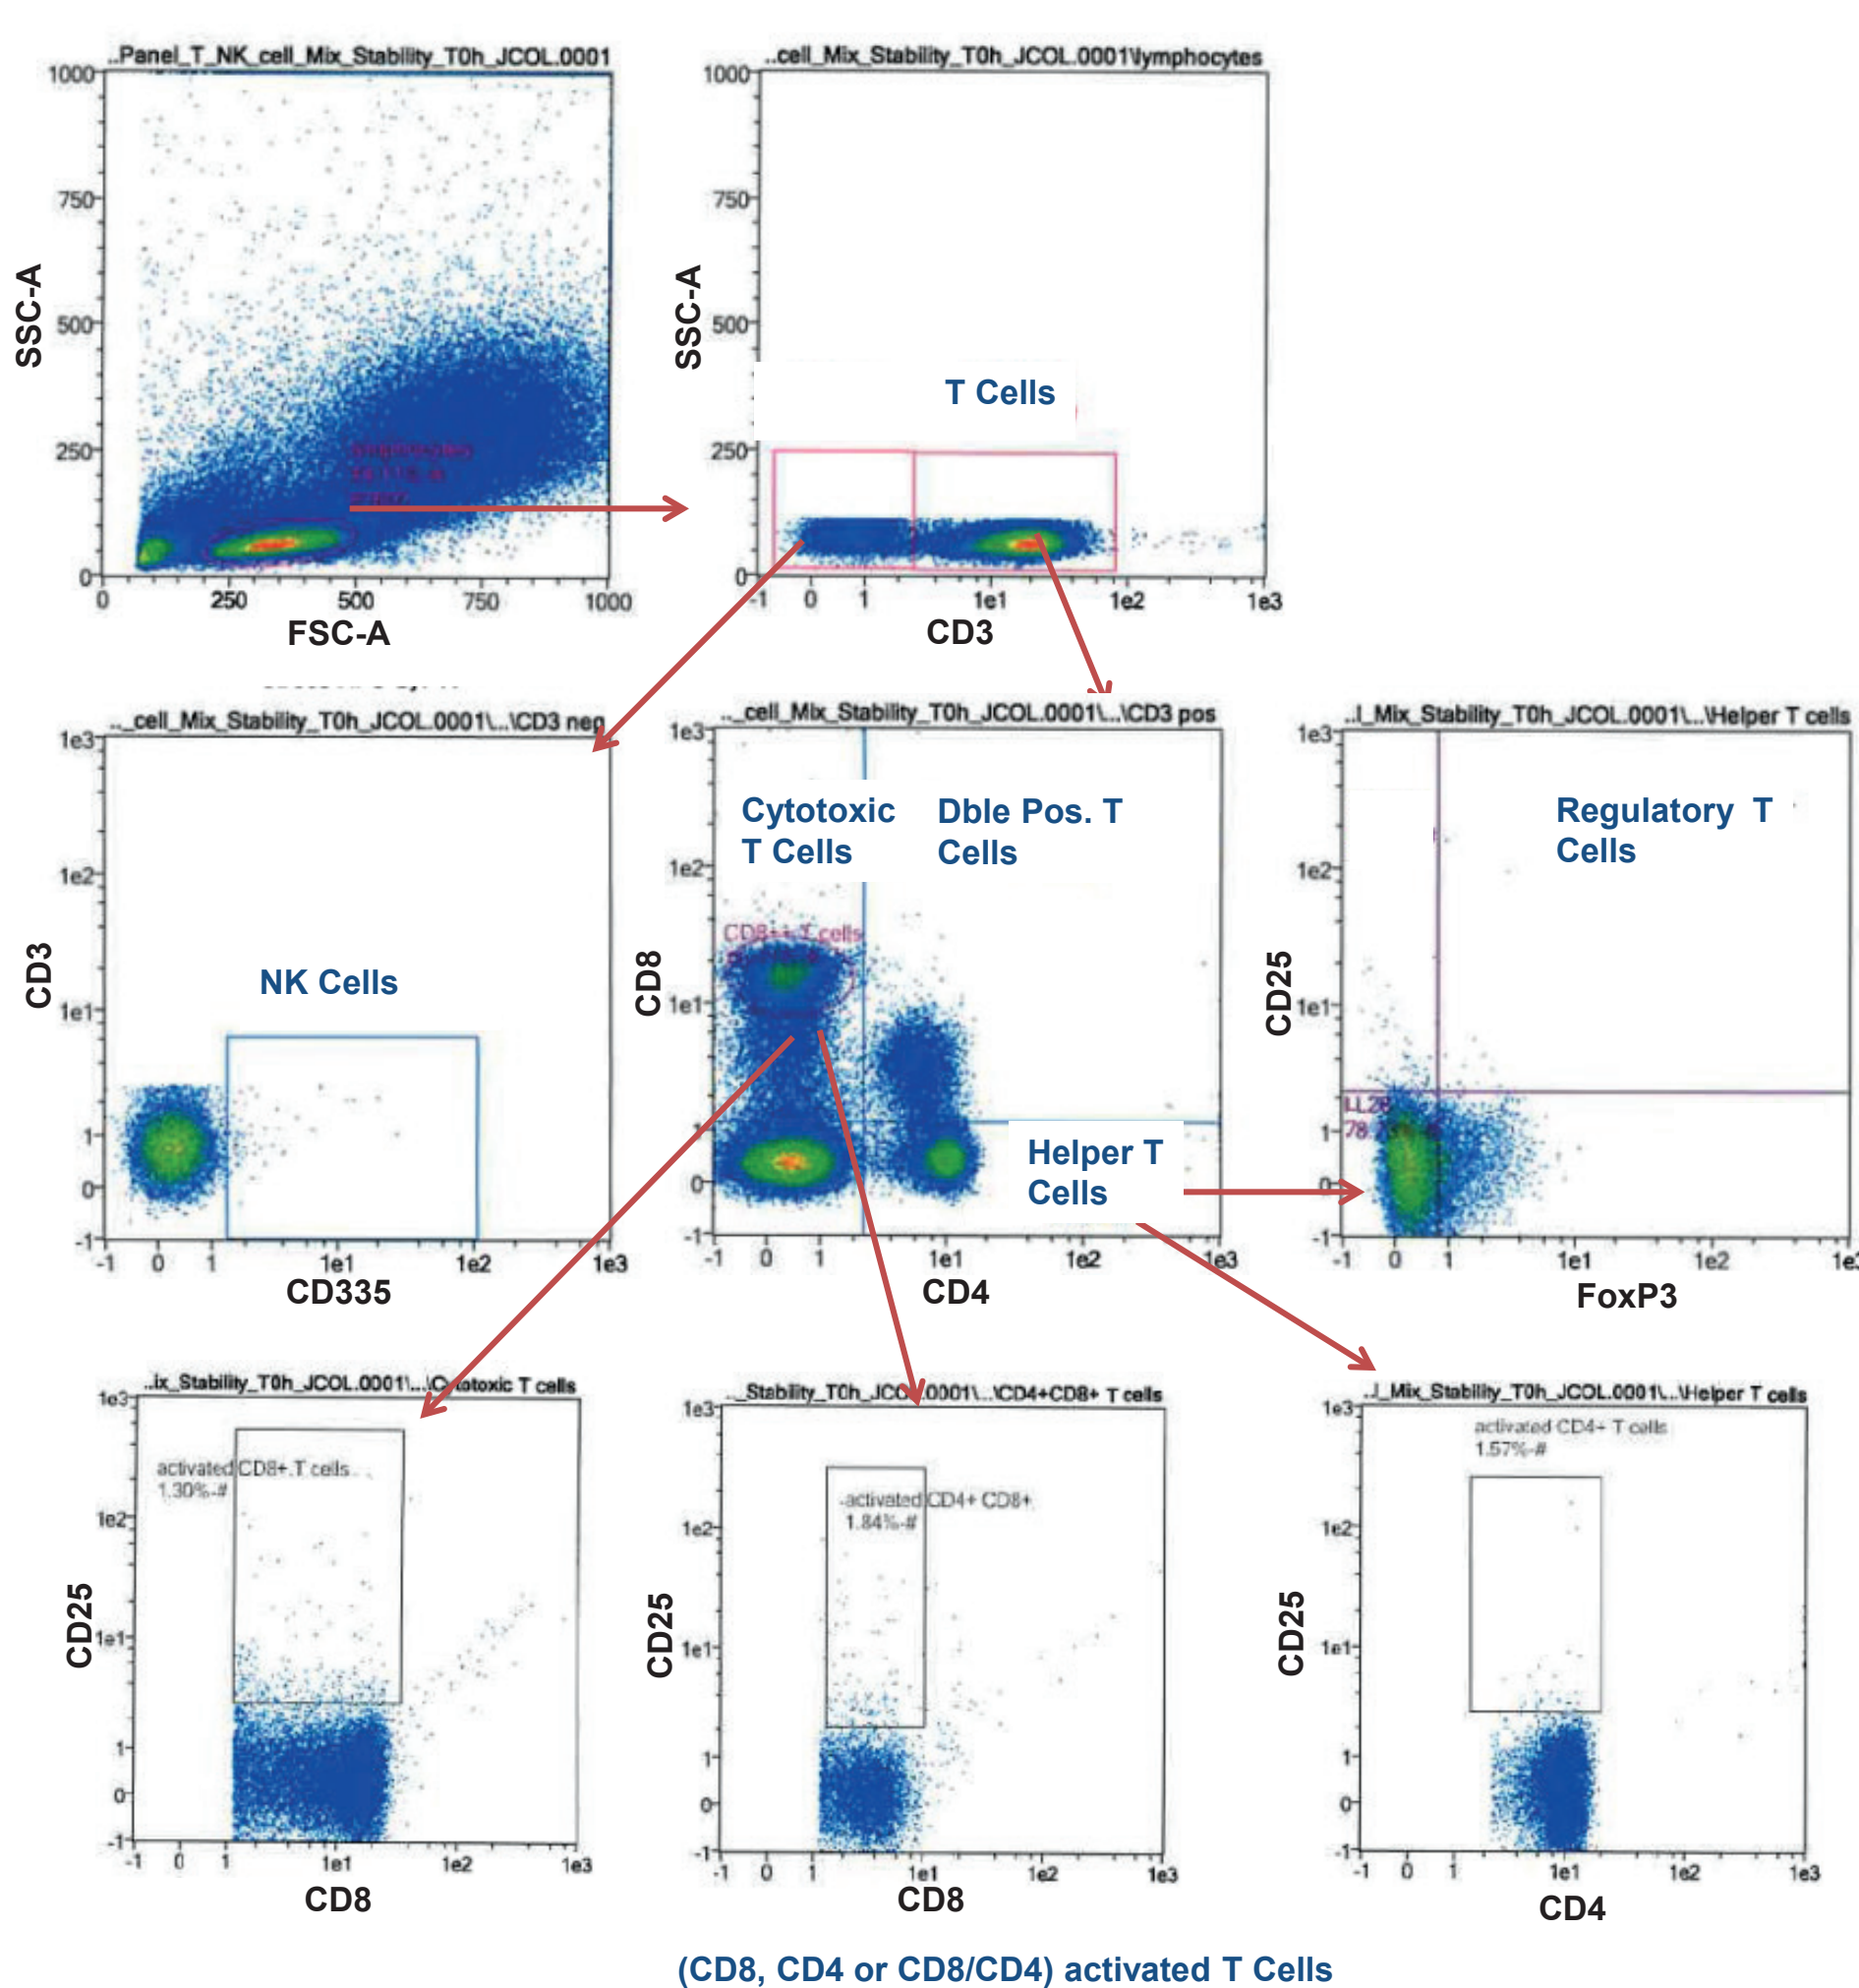 ..Panel_T_NK_cell_Mix_Stability_T0h_JCOL.0001
1000
750
500
250
0
SSC-A
0 250 500 750 1000
FSC-A
..cell_Mix_Stability_T0h_JCOL.0001\lymphocytes
1000
750
500
250
0
SSC-A
T Cells
-1 0 1 1e1 1e2 1e3
CD3
.._cell_Mix_Stability_T0h_JCOL.0001\...\CD3 neg
1e3
1e2
1e1
1
0
-1
CD3
NK Cells
-1 0 1 1e1 1e2 1e3
CD335
.._cell_Mix_Stability_T0h_JCOL.0001\...\CD3 pos
1e3
1e2
1e1
1
0
-1
CD8
Cytotoxic
T Cells
Dble Pos. T
Cells
CD8++ T cells
Helper T
Cells
-1 0 1 1e1 1e2 1e3
CD4
..l_Mix_Stability_T0h_JCOL.0001\...\Helper T cells
1e3
1e2
1e1
1
0
-1
CD25
Regulatory T
Cells
-1 0 1 1e1 1e2 1e3
FoxP3
..ix_Stability_T0h_JCOL.0001\...\Cytotoxic T cells
1e3
1e2
1e1
1
0
-1
CD25
activated CD8+ T cells
1.30%-#
-1 0 1 1e1 1e2 1e3
CD8
.._Stability_T0h_JCOL.0001\...\CD4+CD8+ T cells
1e3
1e2
1e1
1
0
-1
CD25
activated CD4+ CD8+
1.84%-#
-1 0 1 1e1 1e2 1e3
CD8
..l_Mix_Stability_T0h_JCOL.0001\...\Helper T cells
1e3
1e2
1e1
1
0
-1
CD25
activated CD4+ T cells
1.57%-#
-1 0 1 1e1 1e2 1e3
CD4
(CD8, CD4 or CD8/CD4) activated T Cells